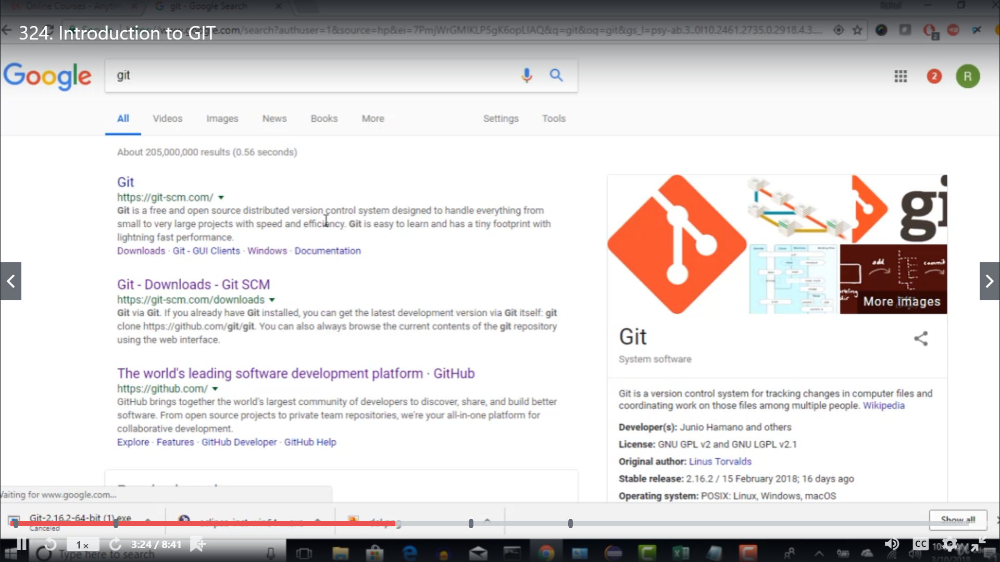 Online Courses - Anytim
git - Google Search
324. Introduction to GIT
.com/search?authuser=1&source=hp&ei=7PmjWrGMIKLP5gK6opLIAQ&q=git&oq=git&gs_l=psy-ab.3..0l10.2461.2735.0.2918.4.3....
2
Google
git
2
R
All
Videos
Images
News
Books
More
Settings
Tools
About 205,000,000 results (0.56 seconds)
Git
https://git-scm.com/
Git is a free and open source distributed version control system designed to handle everything from
small to very large projects with speed and efficiency. Git is easy to learn and has a tiny footprint with
lightning fast performance.
Downloads · Git - GUI Clients · Windows · Documentation
Git - Downloads - Git SCM
https://git-scm.com/downloads
Git via Git. If you already have Git installed, you can get the latest development version via Git itself: git
clone https://github.com/git/git. You can also always browse the current contents of the git repository
using the web interface.
The world's leading software development platform · GitHub
https://github.com/
GitHub brings together the world's largest community of developers to discover, share, and build better
software. From open source projects to private team repositories, we're your all-in-one platform for
collaborative development.
Explore · Features · GitHub Developer · GitHub Help
add
commit
More images
Git
System software
Git is a version control system for tracking changes in computer files and
coordinating work on those files among multiple people. Wikipedia
Developer(s): Junio Hamano and others
License: GNU GPL v2 and GNU LGPL v2.1
Original author: Linus Torvalds
Stable release: 2.16.2 / 15 February 2018; 16 days ago
Operating system: POSIX: Linux, Windows, macOS
Waiting for www.google.com...
Git-2.16.2-64-bit (1).exe
Canceled
Show all
1x
3:24 / 8:41
CC
Type here to search
3/10/2018